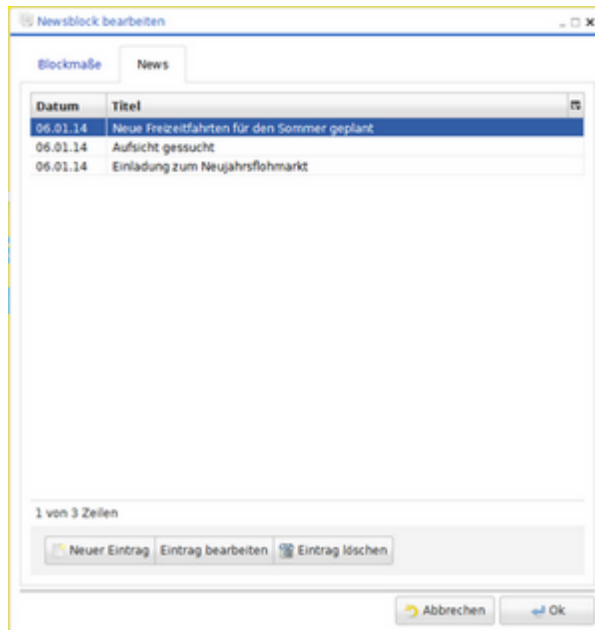 Newsblock bearbeiten
Blockmaße News
Datum Titel
06.01.14 Neue Freizeitfahrten für den Sommer geplant
06.01.14 Aufsicht gessucht
06.01.14 Einladung zum Neujahrsflohmarkt
1 von 3 Zeilen
Neuer Eintrag Eintrag bearbeiten Eintrag löschen
Abbrechen Ok